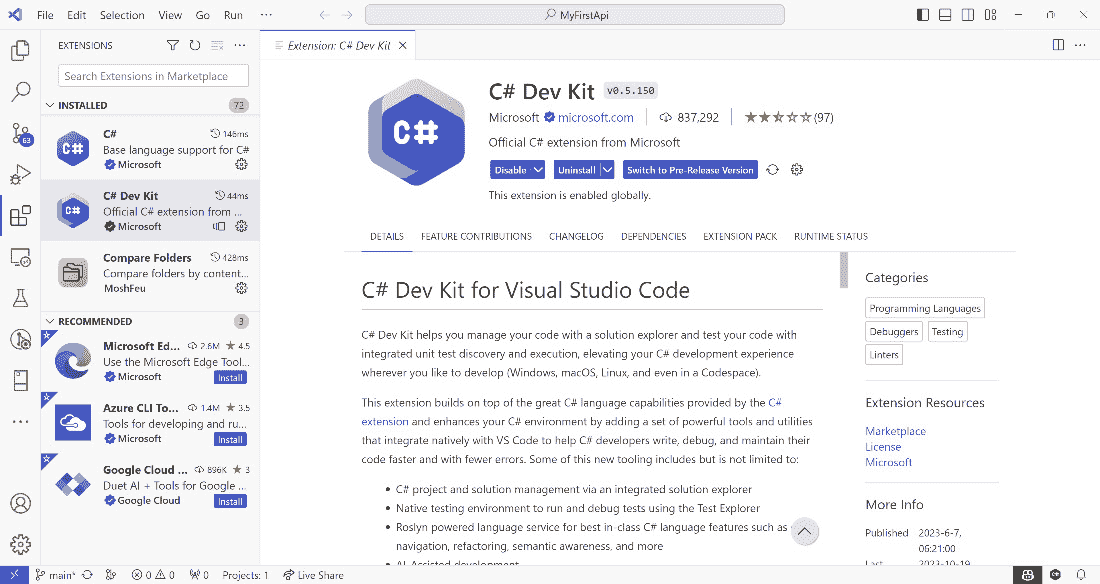 File Edit Selection View Go Run ···
MyFirstApi
EXTENSIONS
Search Extensions in Marketplace
INSTALLED 72
C# 146ms
Base language support for C#
Microsoft
C# Dev Kit 44ms
Official C# extension from ...
Microsoft
Compare Folders 428ms
Compare folders by content...
MoshFeu
RECOMMENDED 3
Microsoft Ed... 2.6M ★ 4.5
Use the Microsoft Edge Tool...
Microsoft Install
Azure CLI To... 1.4M ★ 3.5
Tools for developing and ru...
Microsoft Install
Google Cloud ... 896K ★ 3
Duet AI + Tools for Google ...
Google Cloud Install
63
Extension: C# Dev Kit
C#
C# Dev Kit v0.5.150
Microsoft microsoft.com 837,292 (97)
Official C# extension from Microsoft
Disable Uninstall Switch to Pre-Release Version
This extension is enabled globally.
DETAILS FEATURE CONTRIBUTIONS CHANGELOG DEPENDENCIES EXTENSION PACK RUNTIME STATUS
C# Dev Kit for Visual Studio Code
C# Dev Kit helps you manage your code with a solution explorer and test your code with
integrated unit test discovery and execution, elevating your C# development experience
wherever you like to develop (Windows, macOS, Linux, and even in a Codespace).
This extension builds on top of the great C# language capabilities provided by the C#
extension and enhances your C# environment by adding a set of powerful tools and utilities
that integrate natively with VS Code to help C# developers write, debug, and maintain their
code faster and with fewer errors. Some of this new tooling includes but is not limited to:
• C# project and solution management via an integrated solution explorer
• Native testing environment to run and debug tests using the Test Explorer
• Roslyn powered language service for best in-class C# language features such as
navigation, refactoring, semantic awareness, and more
• AI-Assisted development
Categories
Programming Languages
Debuggers Testing
Linters
Extension Resources
Marketplace
License
Microsoft
More Info
Published 2023-6-7,
06:21:00
Last 2023-10-19
main* 0 0 0 Projects: 1 Live Share